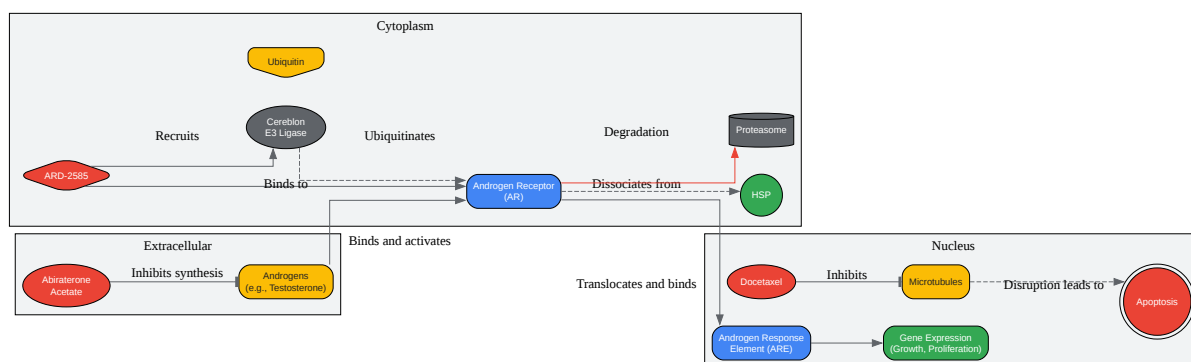 Cytoplasm
Ubiquitin
Cereblon
E3 Ligase
Recruits
Ubiquitinates
Degradation
Proteasome
ARD-2585
Binds to
Androgen Receptor
(AR)
Dissociates from
HSP
Extracellular
Binds and activates
Nucleus
Abiraterone
Acetate
Inhibits synthesis
Androgens
(e.g., Testosterone)
Translocates and binds
Docetaxel
Inhibits
Microtubules
Disruption leads to
Apoptosis
Androgen Response
Element (ARE)
Gene Expression
(Growth, Proliferation)